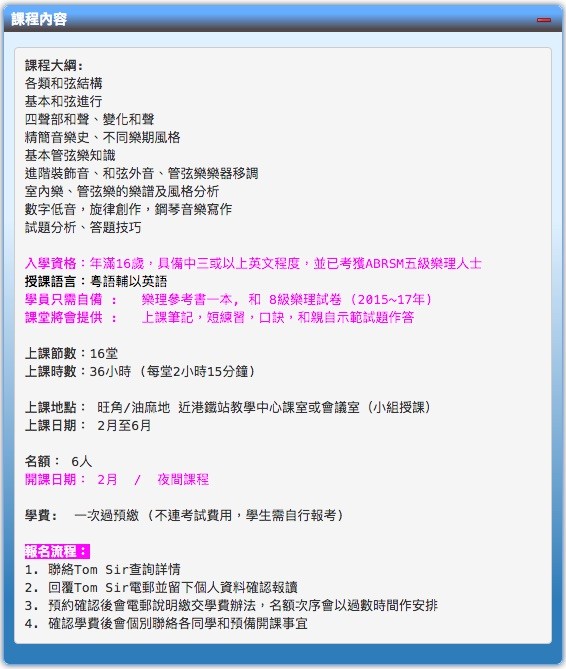 課程內容
課程大綱:
各類和弦結構
基本和弦進行
四聲部和聲、變化和聲
精簡音樂史、不同樂期風格
基本管弦樂知識
進階裝飾音、和弦外音、管弦樂樂器移調
室內樂、管弦樂的樂譜及風格分析
數字低音，旋律創作，鋼琴音樂寫作
試題分析、答題技巧
入學資格：年滿16歲，具備中三或以上英文程度，並已考獲ABRSM五級樂理人士
授課語言：粵語輔以英語
學員只需自備 ： 樂理參考書一本, 和 8級樂理試卷 (2015~17年)
課堂將會提供 ： 上課筆記，短練習，口訣，和親自示範試題作答
上課節數：16堂
上課時數：36小時 (每堂2小時15分鐘)
上課地點： 旺角/油麻地 近港鐵站教學中心課室或會議室 (小組授課)
上課日期： 2月至6月
名額： 6人
開課日期： 2月 / 夜間課程
學費: 一次過預繳 (不連考試費用，學生需自行報考)
報名流程：
1. 聯絡Tom Sir查詢詳情
2. 回覆Tom Sir電郵並留下個人資料確認報讀
3. 預約確認後會電郵說明繳交學費辦法，名額次序會以過數時間作安排
4. 確認學費後會個別聯絡各同學和預備開課事宜